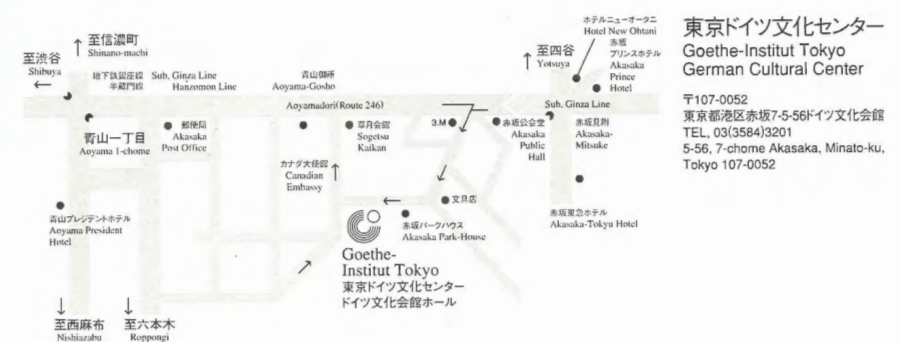 至信濃町
Shinano-machi
至渋谷
Shibuya
地下鉄銀座線 Sub. Ginza Line
半蔵門線 Hanzomon Line
青山御所
Aoyama-Gosho
至四谷
Yotsuya
ホテルニューオータニ
Hotel New Ohtani
赤坂
プリンスホテル
Akasaka
Prince
Hotel
Aoyamadori(Route 246)
Sub. Ginza Line
青山一丁目
Aoyama 1-chome
郵便局
Akasaka
Post Office
草月会館
Sogetsu
Kaikan
3.M
赤坂公会堂
Akasaka
Public
Hall
赤坂見附
Akasaka-
Mitsuke
カナダ大使館
Canadian
Embassy
文具店
青山プレジデントホテル
Aoyama President
Hotel
赤坂パークハウス
Akasaka Park-House
赤坂東急ホテル
Akasaka-Tokyu Hotel
Goethe-
Institut Tokyo
東京ドイツ文化センター
ドイツ文化会館ホール
至西麻布
Nishiazabu
至六本木
Roppongi
東京ドイツ文化センター
Goethe-Institut Tokyo
German Cultural Center
〒107-0052
東京都港区赤坂7-5-56ドイツ文化会館
TEL, 03(3584)3201
5-56, 7-chome Akasaka, Minato-ku,
Tokyo 107-0052